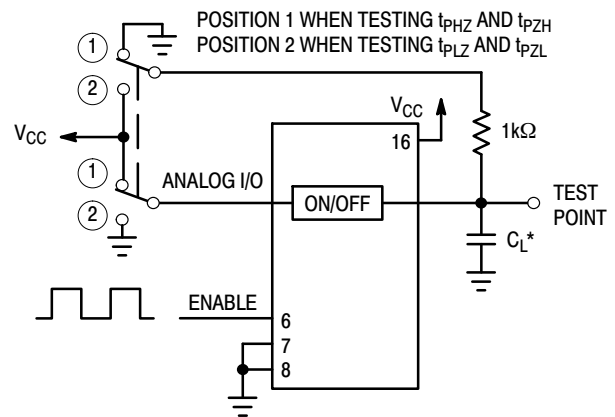 POSITION 1 WHEN TESTING tPHZ AND tPZH
POSITION 2 WHEN TESTING tPLZ AND tPZL
1
2
VCC
1
2
ANALOG I/O
ON/OFF
VCC
16
1kΩ
TEST
POINT
CL*
ENABLE
6
7
8